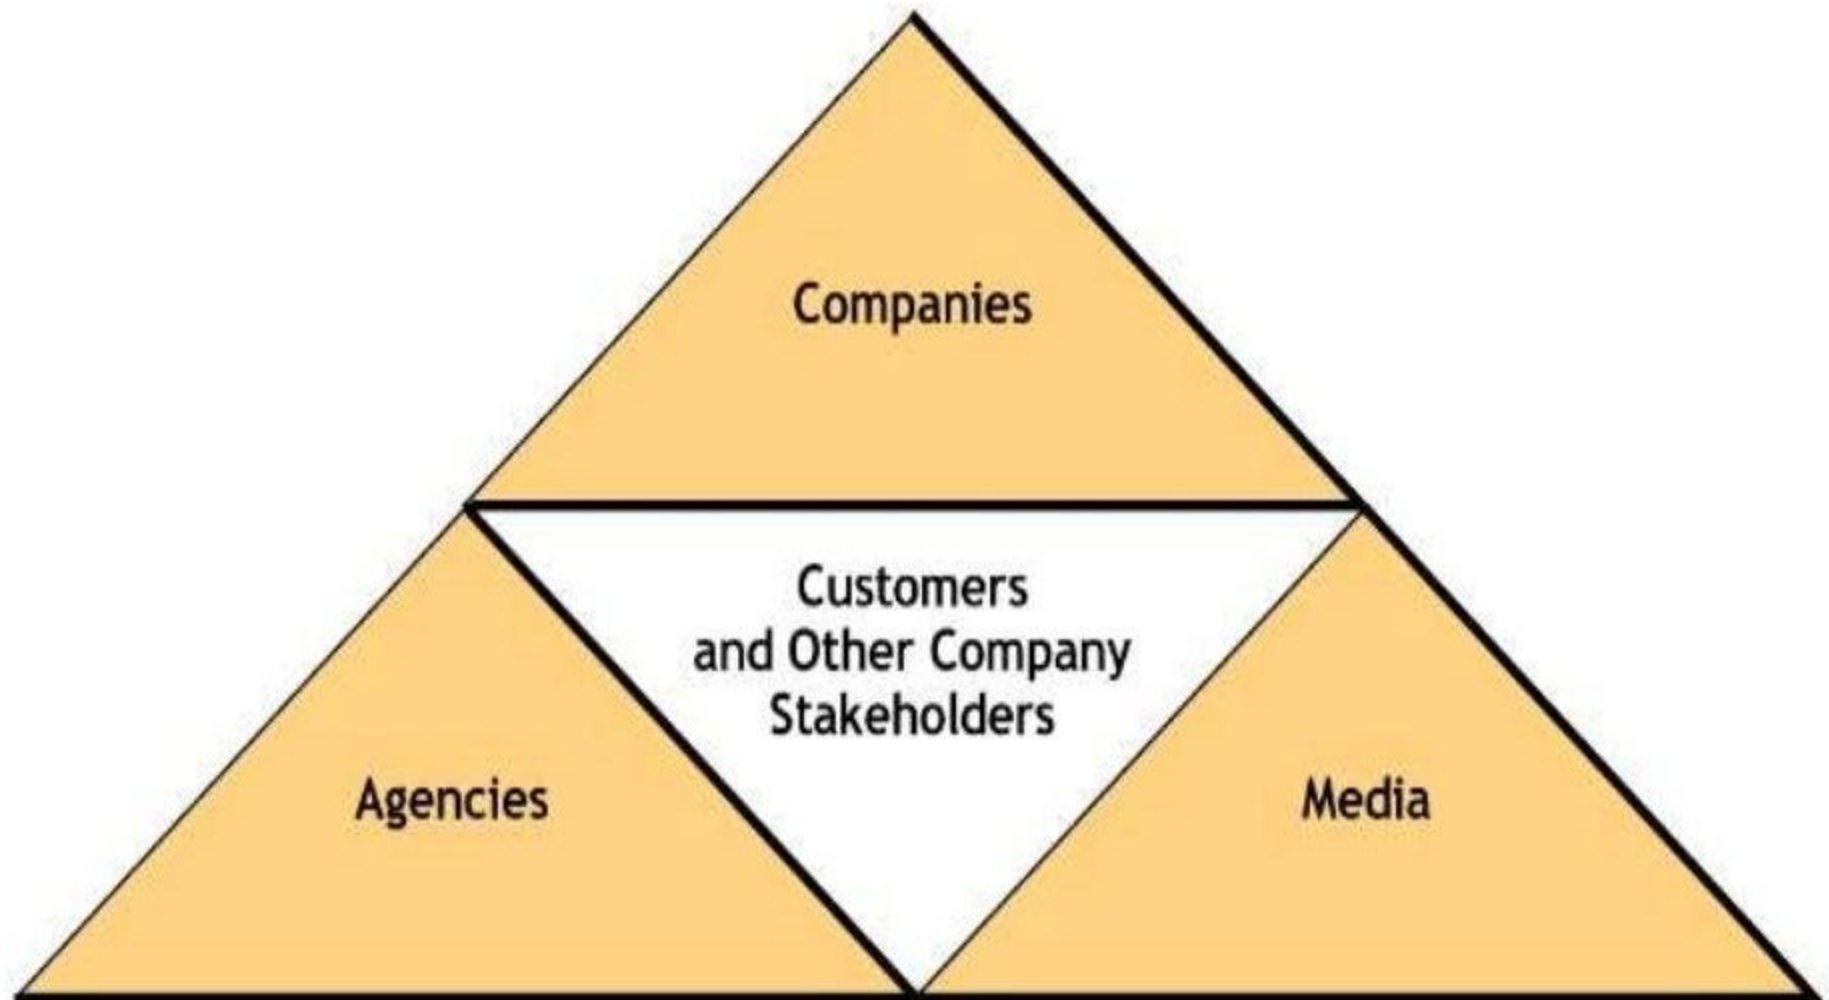 Companies
Customers
and Other Company
Stakeholders
Agencies
Media